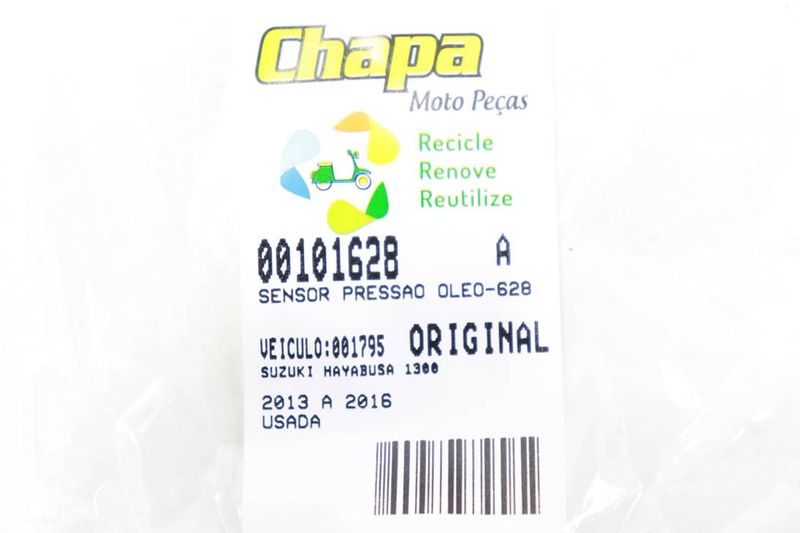 Chapa
Moto Peças
Recicle
Renove
Reutilize
00101628 A
SENSOR PRESSAO OLEO-628
VEICULO:001795 ORIGINAL
SUZUKI HAYABUSA 1300
2013 A 2016
USADA